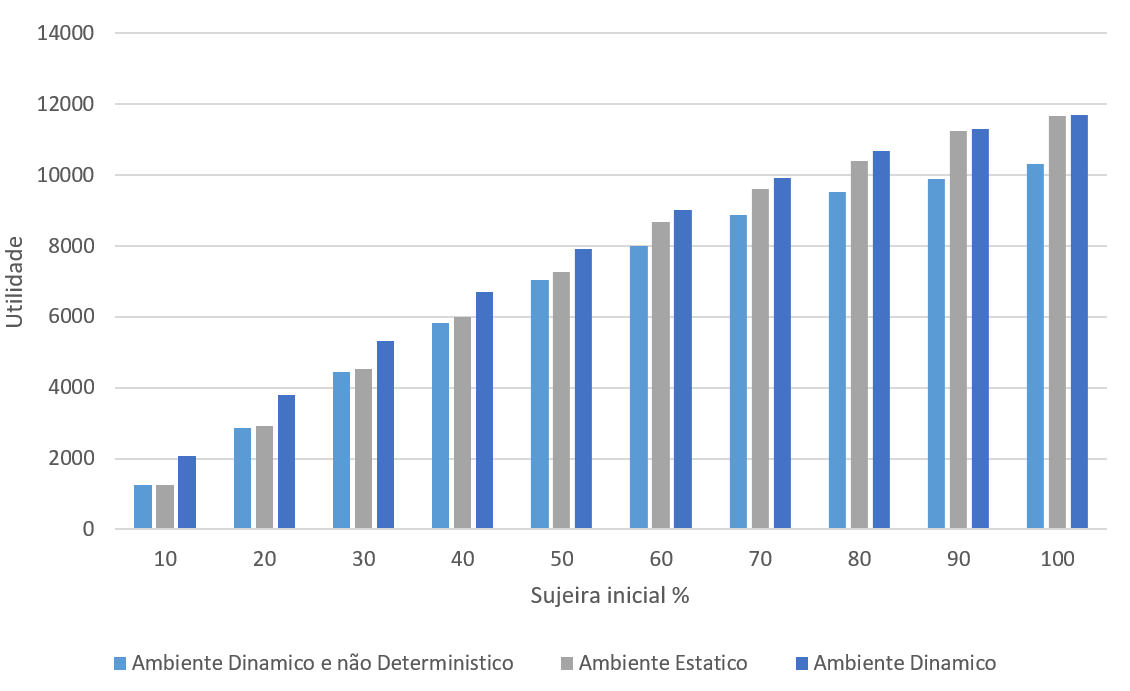 14000
12000
10000
8000
6000
4000
2000
0
Utilidade
10 20 30 40 50 60 70 80 90 100
Sujeira inicial %
Ambiente Dinamico e não Deterministico Ambiente Estatico Ambiente Dinamico